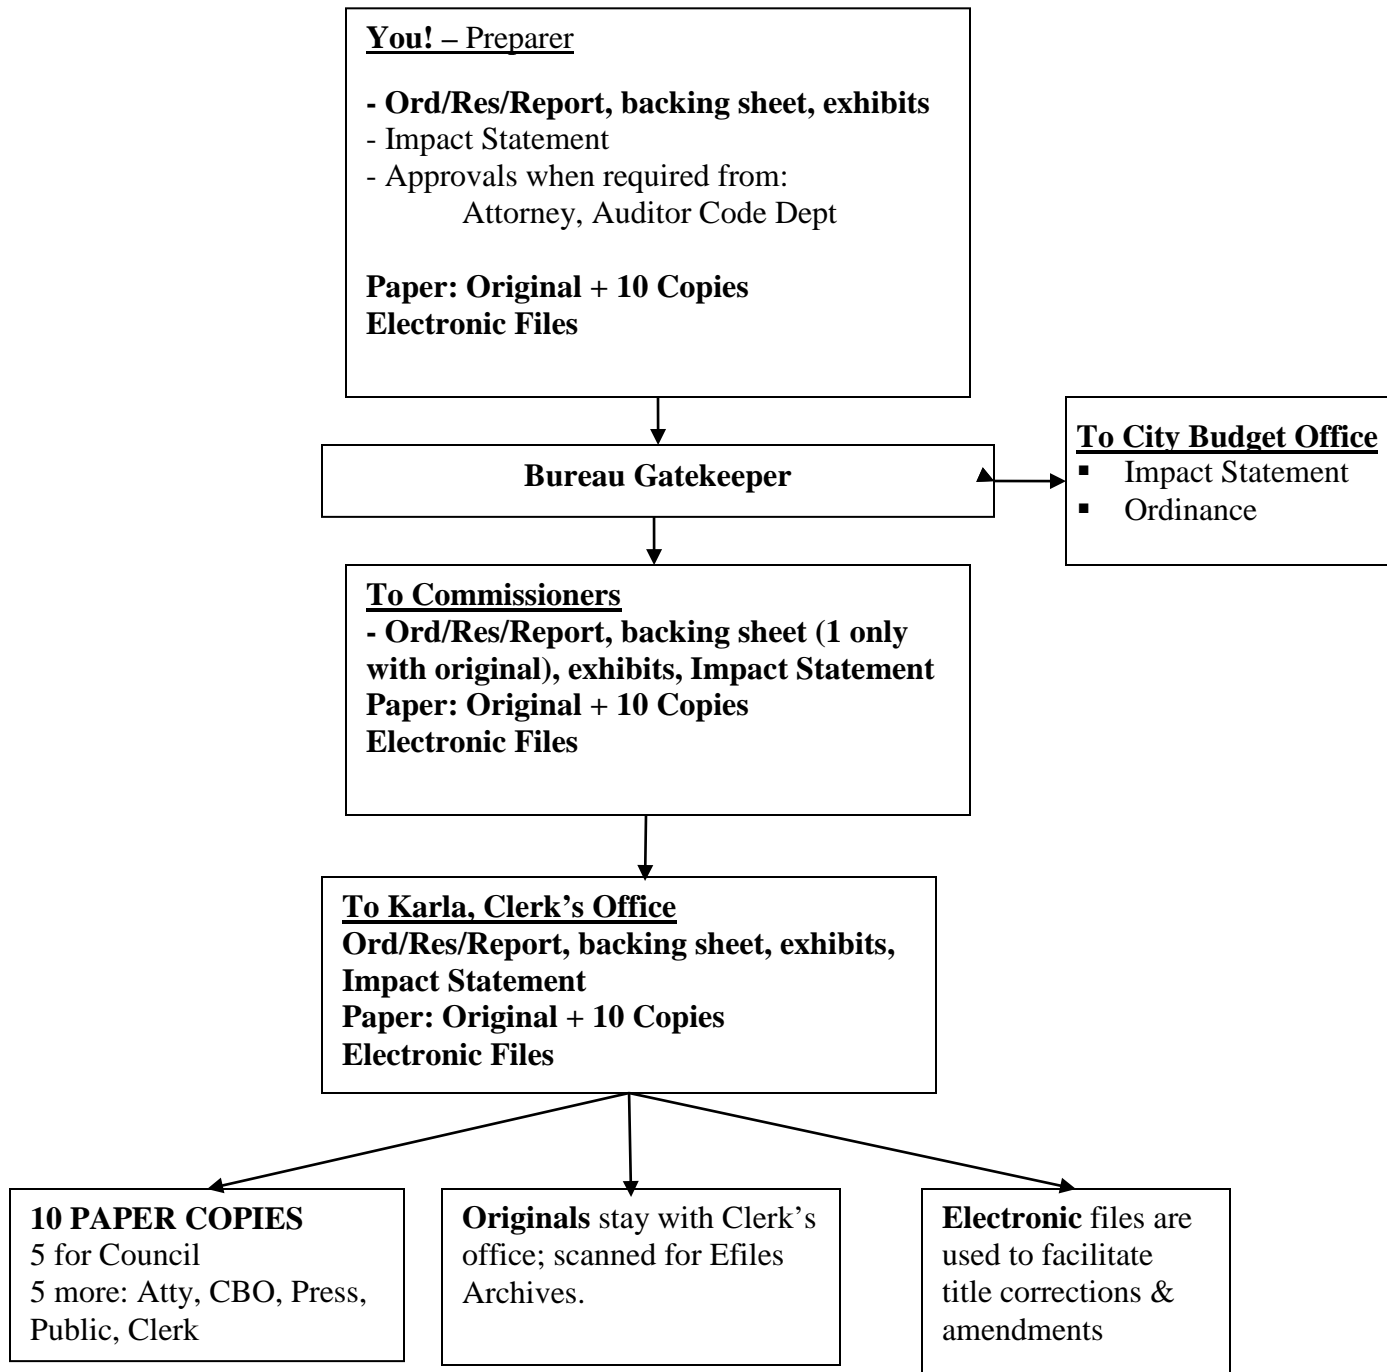 You! – Preparer
- Ord/Res/Report, backing sheet, exhibits
- Impact Statement
- Approvals when required from:
Attorney, Auditor Code Dept
Paper: Original + 10 Copies
Electronic Files
Bureau Gatekeeper
To City Budget Office
▪ Impact Statement
▪ Ordinance
To Commissioners
- Ord/Res/Report, backing sheet (1 only
with original), exhibits, Impact Statement
Paper: Original + 10 Copies
Electronic Files
To Karla, Clerk’s Office
Ord/Res/Report, backing sheet, exhibits,
Impact Statement
Paper: Original + 10 Copies
Electronic Files
10 PAPER COPIES
5 for Council
5 more: Atty, CBO, Press,
Public, Clerk
Originals stay with Clerk’s
office; scanned for Efiles
Archives.
Electronic files are
used to facilitate
title corrections &
amendments